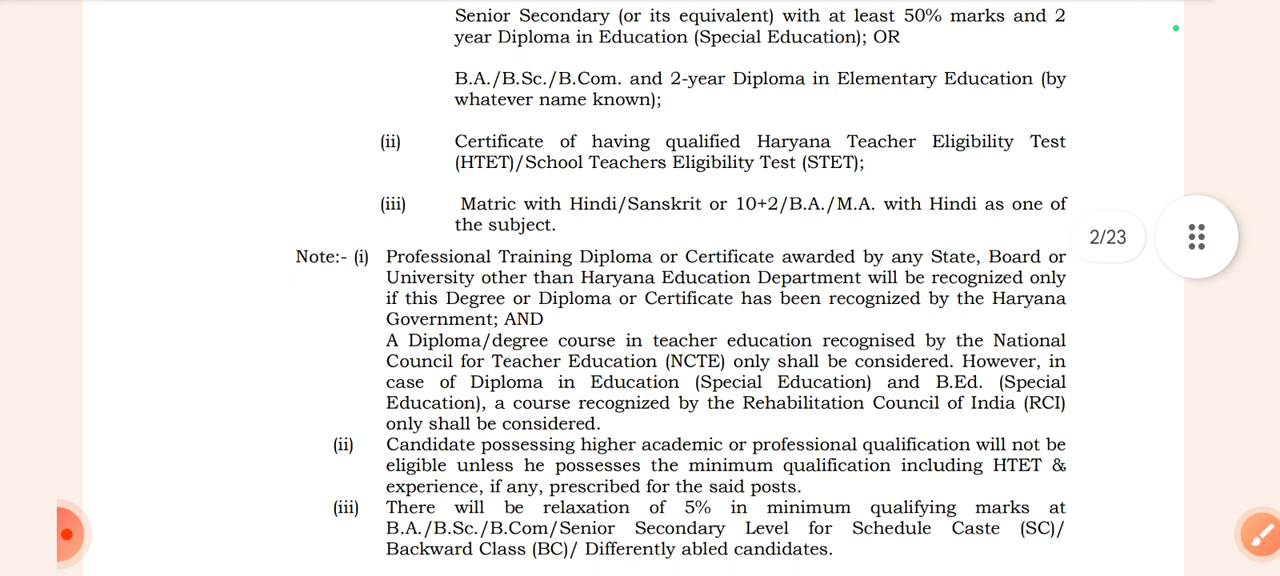 Senior Secondary (or its equivalent) with at least 50% marks and 2
year Diploma in Education (Special Education); OR
B.A./B.Sc./B.Com. and 2-year Diploma in Elementary Education (by
whatever name known);
(ii) Certificate of having qualified Haryana Teacher Eligibility Test
(HTET)/School Teachers Eligibility Test (STET);
(iii) Matric with Hindi/Sanskrit or 10+2/B.A./M.A. with Hindi as one of
the subject.
2/23
Note:- (i) Professional Training Diploma or Certificate awarded by any State, Board or
University other than Haryana Education Department will be recognized only
if this Degree or Diploma or Certificate has been recognized by the Haryana
Government; AND
A Diploma/degree course in teacher education recognised by the National
Council for Teacher Education (NCTE) only shall be considered. However, in
case of Diploma in Education (Special Education) and B.Ed. (Special
Education), a course recognized by the Rehabilitation Council of India (RCI)
only shall be considered.
(ii) Candidate possessing higher academic or professional qualification will not be
eligible unless he possesses the minimum qualification including HTET &
experience, if any, prescribed for the said posts.
(iii) There will be relaxation of 5% in minimum qualifying marks at
B.A./B.Sc./B.Com/Senior Secondary Level for Schedule Caste (SC)/
Backward Class (BC)/ Differently abled candidates.